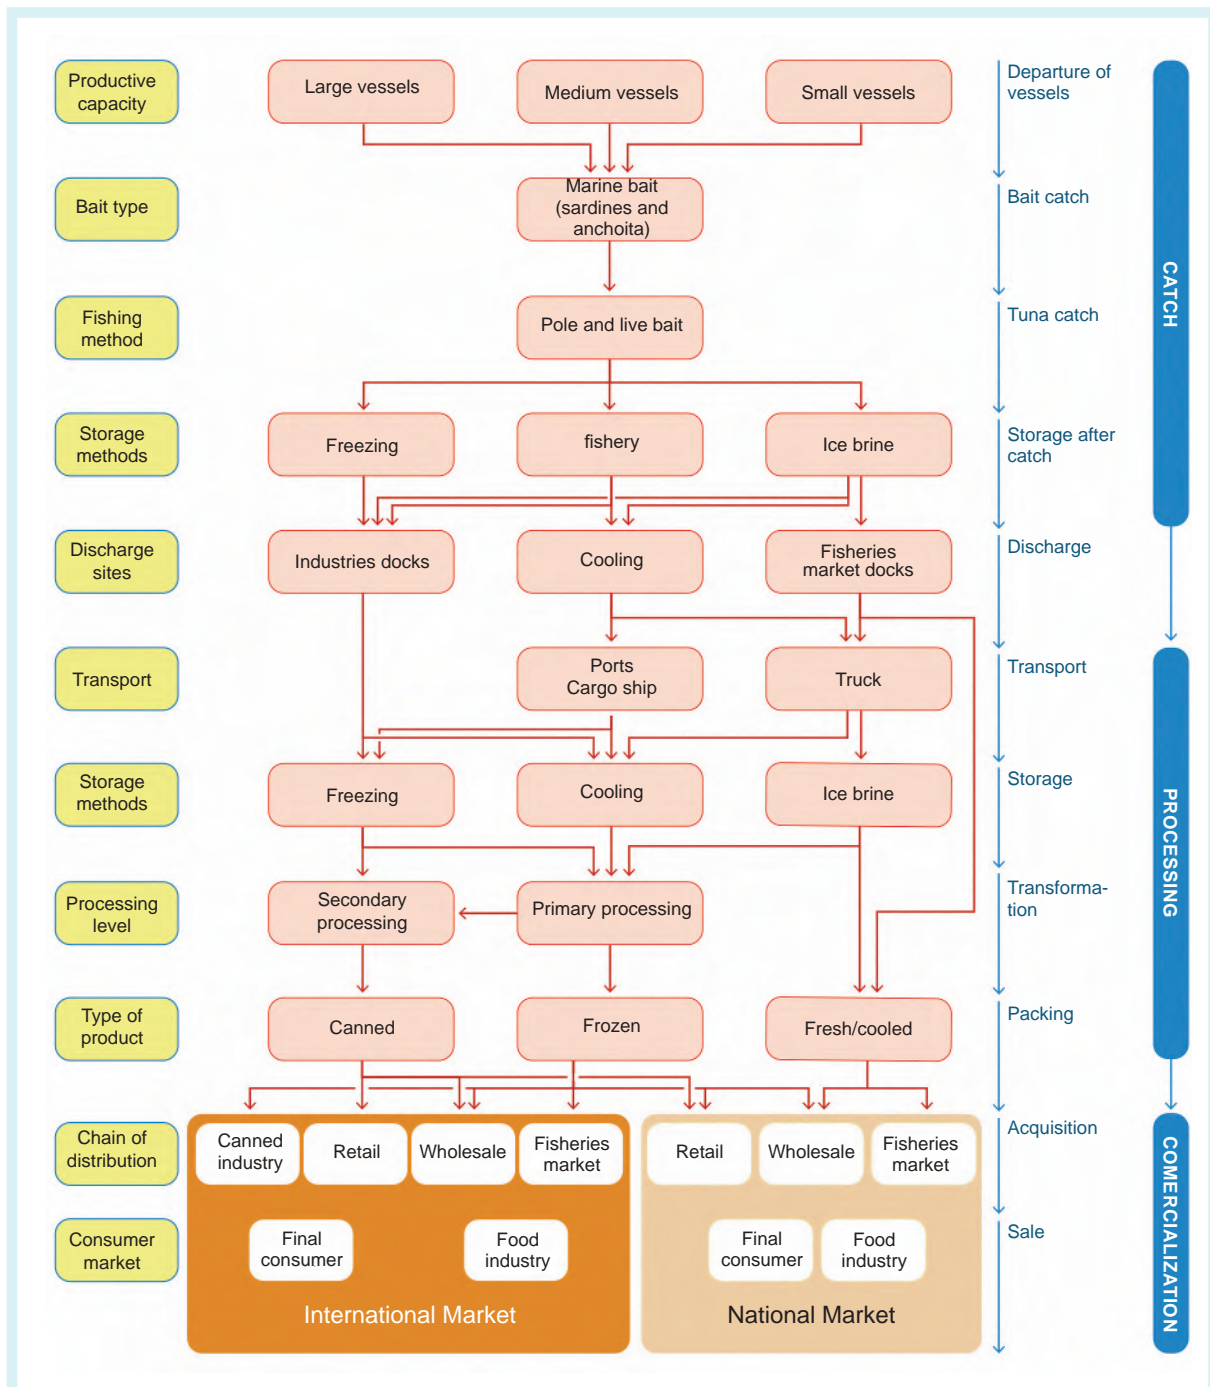 Productive
capacity
Large vessels
Medium vessels
Small vessels
Departure of
vessels
Bait type
Marine bait
(sardines and
anchoita)
Bait catch
Fishing
method
Pole and live bait
Tuna catch
CATCH
Storage
methods
Freezing
fishery
Ice brine
Storage after
catch
Discharge
sites
Industries docks
Cooling
Fisheries
market docks
Discharge
Transport
Ports
Cargo ship
Truck
Transport
Storage
methods
Freezing
Cooling
Ice brine
Storage
PROCESSING
Processing
level
Secondary
processing
Primary processing
Transforma-
tion
Type of
product
Canned
Frozen
Fresh/cooled
Packing
Chain of
distribution
Canned
industry
Retail
Wholesale
Fisheries
market
Retail
Wholesale
Fisheries
market
Acquisition
COMERCIALIZATION
Consumer
market
Final
consumer
Food
industry
Final
consumer
Food
industry
Sale
International Market
National Market